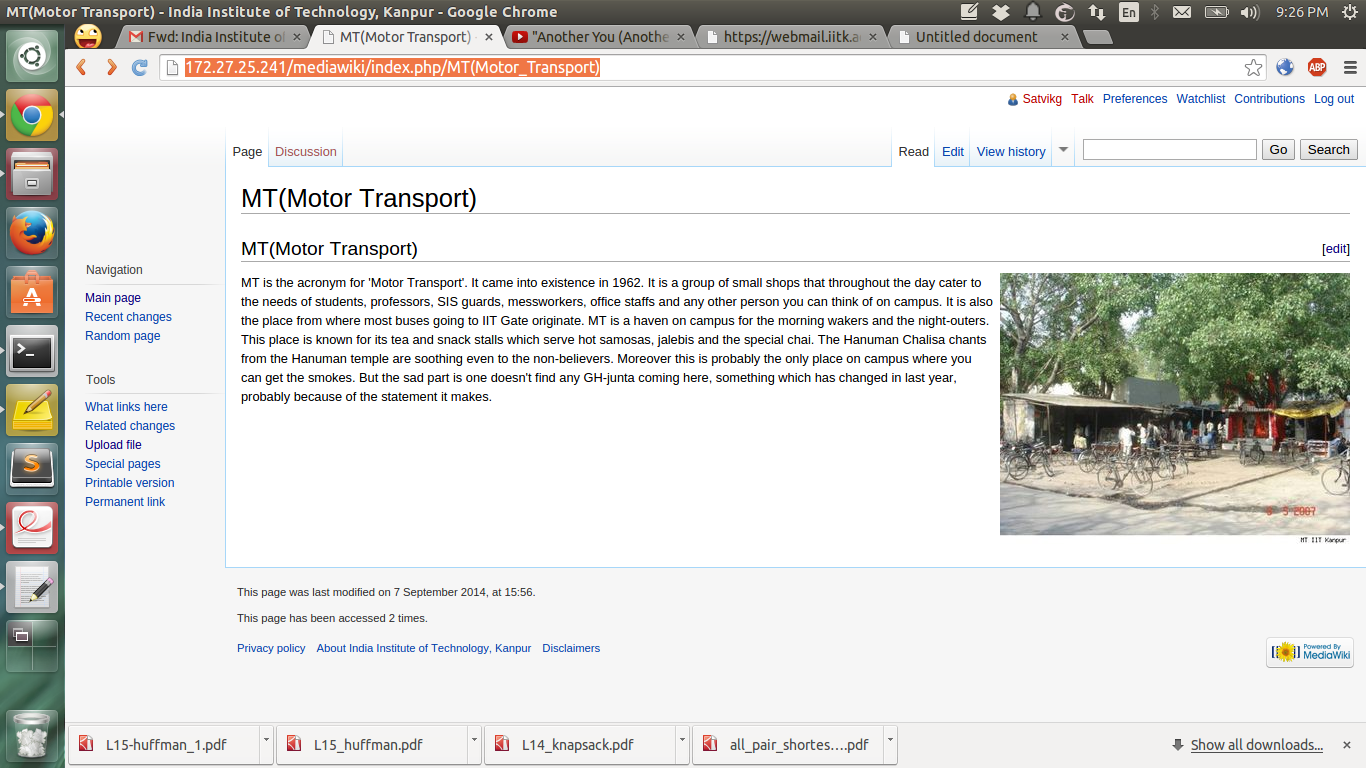 MT(Motor Transport) - India Institute of Technology, Kanpur - Google Chrome
En
9:26 PM
Fwd: India Institute o
MT(Motor Transport) -
"Another You (Anothe
https://webmail.iitk.a
Untitled document
172.27.25.241/mediawiki/index.php/MT(Motor_Transport)
ABP
Satvikg Talk Preferences Watchlist Contributions Log out
Page Discussion
Read Edit View history
Go Search
MT(Motor Transport)
MT(Motor Transport)
[edit]
Navigation
Main page
Recent changes
Random page
Tools
What links here
Related changes
Upload file
Special pages
Printable version
Permanent link
MT is the acronym for 'Motor Transport'. It came into existence in 1962. It is a group of small shops that throughout the day cater to
the needs of students, professors, SIS guards, messworkers, office staffs and any other person you can think of on campus. It is also
the place from where most buses going to IIT Gate originate. MT is a haven on campus for the morning wakers and the night-outers.
This place is known for its tea and snack stalls which serve hot samosas, jalebis and the special chai. The Hanuman Chalisa chants
from the Hanuman temple are soothing even to the non-believers. Moreover this is probably the only place on campus where you
can get the smokes. But the sad part is one doesn't find any GH-junta coming here, something which has changed in last year,
probably because of the statement it makes.
5 2007
MT IIT Kanpur
This page was last modified on 7 September 2014, at 15:56.
This page has been accessed 2 times.
Privacy policy About India Institute of Technology, Kanpur Disclaimers
Powered By
MediaWiki
L15-huffman_1.pdf
L15_huffman.pdf
L14_knapsack.pdf
all_pair_shortes....pdf
Show all downloads...